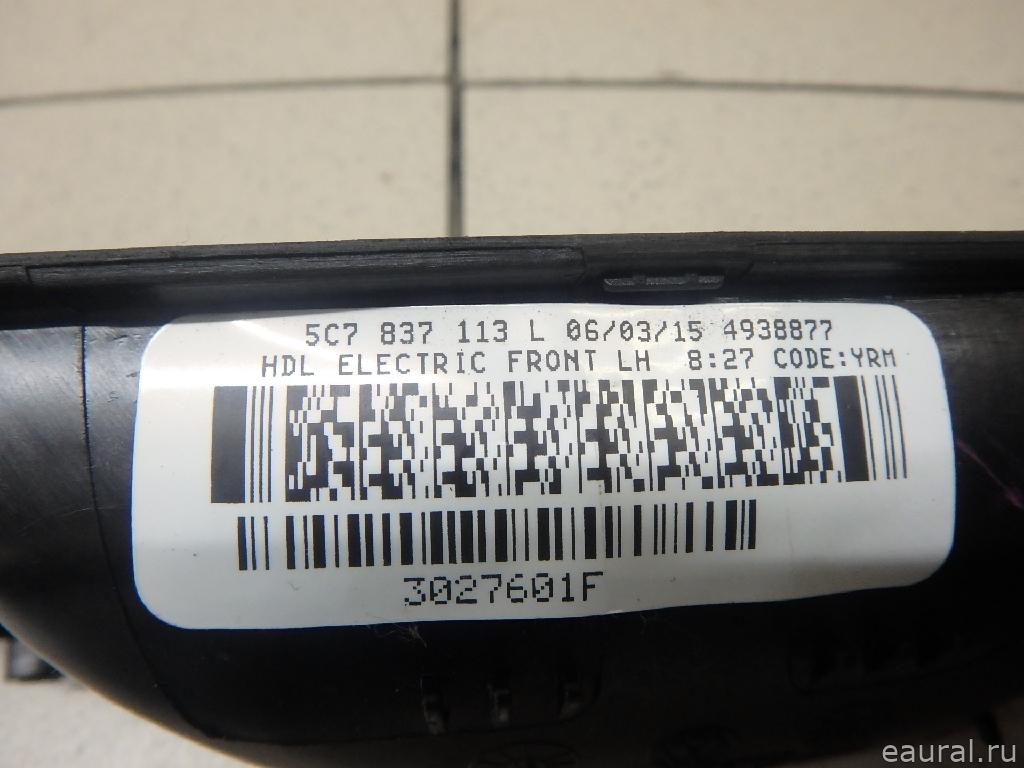 5C7 837 113 L 06/03/15 4938877
HDL ELECTRIC FRONT LH 8:27 CODE:YRM
3027601F
eaural.ru